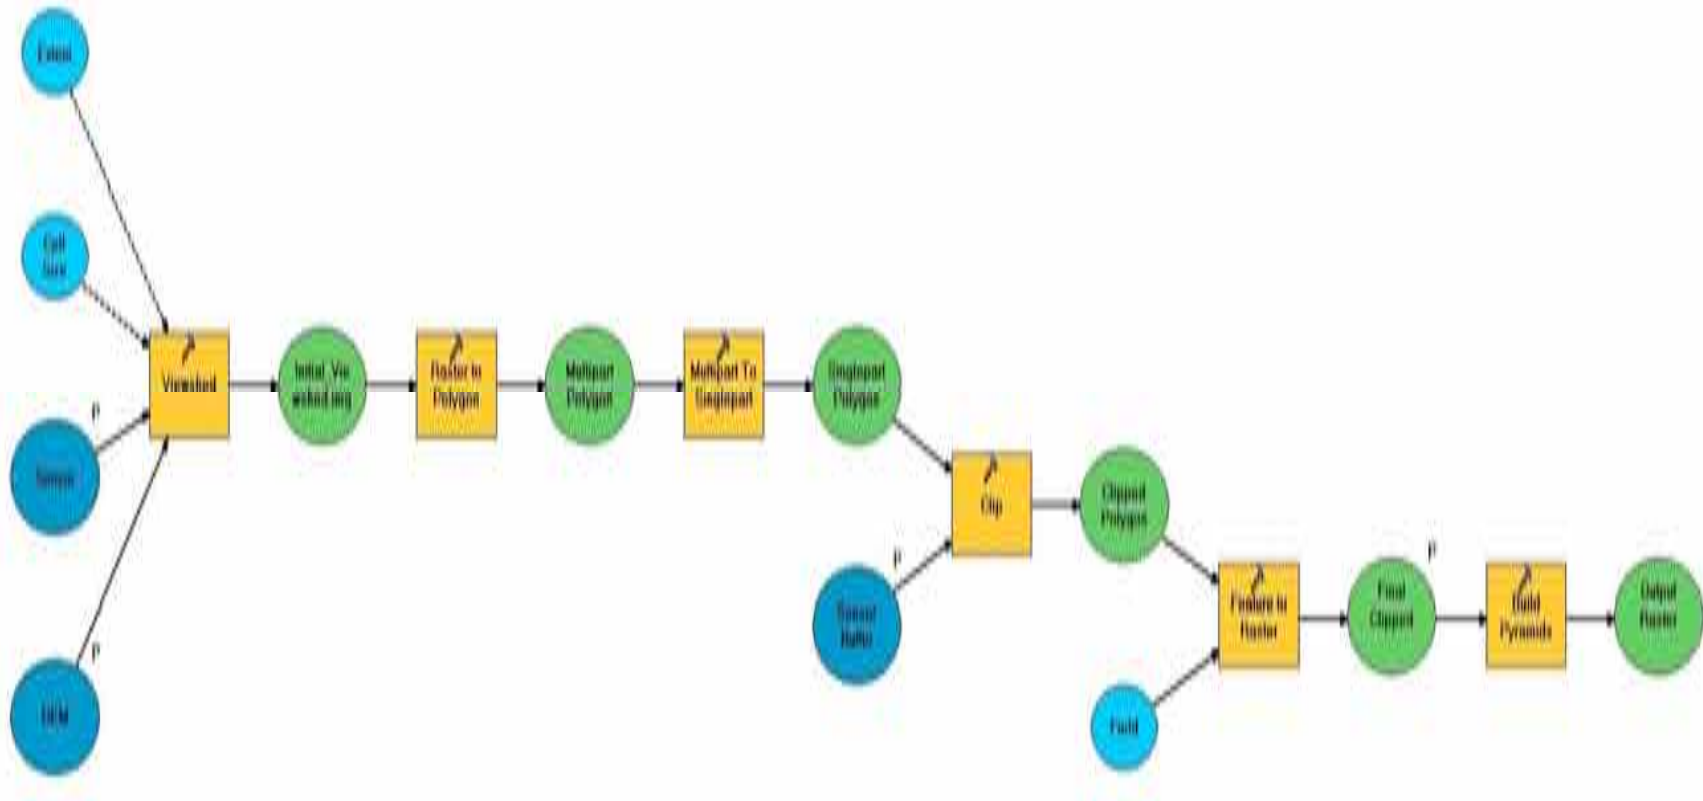 Extent
Cell
Size
Viewshed
P
Sensor
P
DEM
Initial_Vie
wshed.img
Raster to
Polygon
Multipart
Polygon
Multipart To
Singlepart
Singlepart
Polygon
Clip
P
Sensor
Buffer
Clipped
Polygon
Feature to
Raster
Field
Final
Clipped
P
Build
Pyramids
Output
Raster